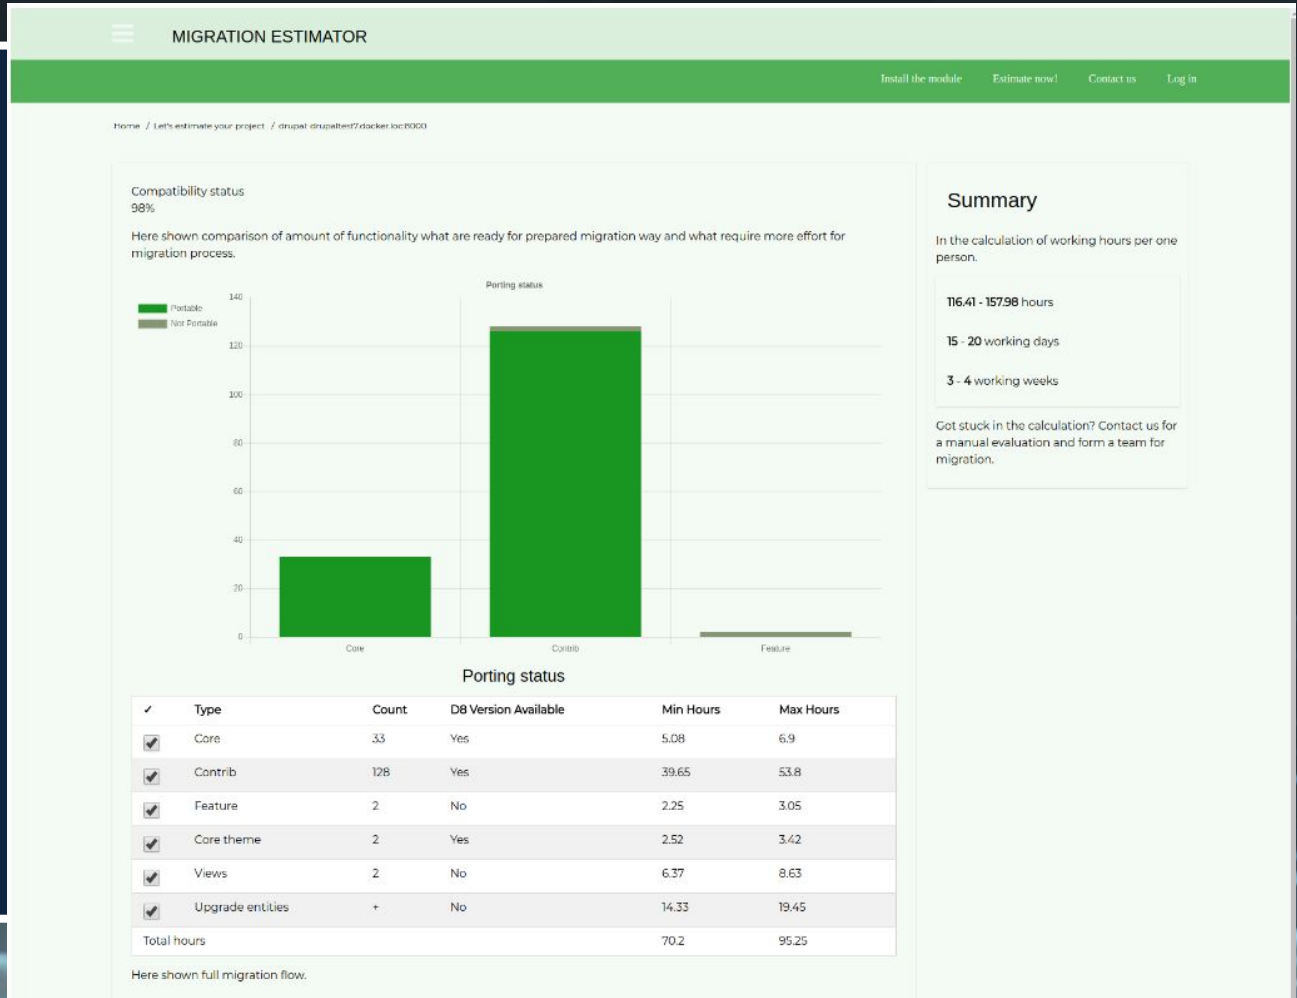 MIGRATION ESTIMATOR
Install the module Estimate now! Contact us Log in
Home / Let's estimate your project / drupal: drupaltest7.docker.loc:8000
Compatibility status
98%
Here shown comparison of amount of functionality what are ready for prepared migration way and what require more effort for
migration process.
Porting status
Portable
Not Portable
140
120
100
80
60
40
20
0
Core Contrib Feature
Porting status
✓ Type Count D8 Version Available Min Hours Max Hours
Core 33 Yes 5.08 6.9
Contrib 128 Yes 39.65 53.8
Feature 2 No 2.25 3.05
Core theme 2 Yes 2.52 3.42
Views 2 No 6.37 8.63
Upgrade entities + No 14.33 19.45
Total hours 70.2 95.25
Here shown full migration flow.
Summary
In the calculation of working hours per one
person.
116.41 - 157.98 hours
15 - 20 working days
3 - 4 working weeks
Got stuck in the calculation? Contact us for
a manual evaluation and form a team for
migration.